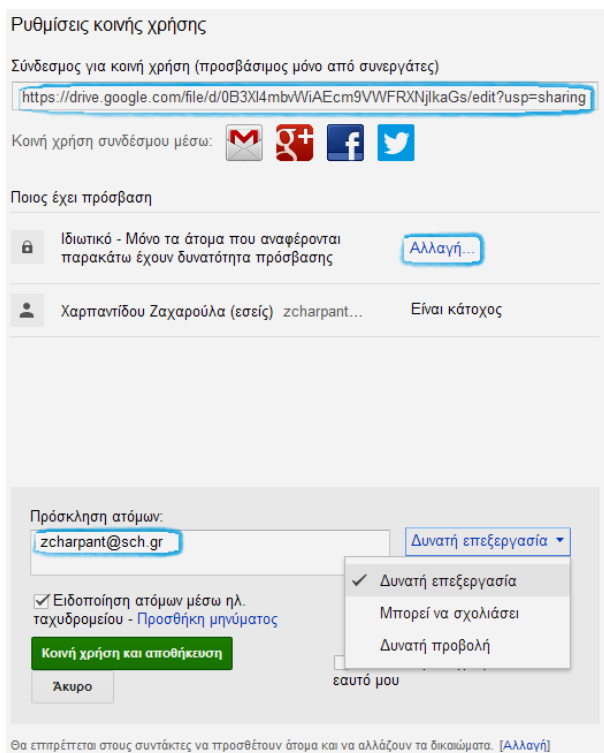 Ρυθμίσεις κοινής χρήσης
Σύνδεσμος για κοινή χρήση (προσβάσιμος μόνο από συνεργάτες)
https://drive.google.com/file/d/0B3Xl4mbvWiAEcm9VWFRXNjlkaGs/edit?usp=sharing
Κοινή χρήση συνδέσμου μέσω:
Ποιος έχει πρόσβαση
Ιδιωτικό - Μόνο τα άτομα που αναφέρονται
παρακάτω έχουν δυνατότητα πρόσβασης
Αλλαγή...
Χαρπαντίδου Ζαχαρούλα (εσείς) zcharpant... Είναι κάτοχος
Πρόσκληση ατόμων:
zcharpant@sch.gr
Δυνατή επεξεργασία
Δυνατή επεξεργασία
Μπορεί να σχολιάσει
Δυνατή προβολή
Ειδοποίηση ατόμων μέσω ηλ.
ταχυδρομείου - Προσθήκη μηνύματος
Κοινή χρήση και αποθήκευση
εαυτό μου
Άκυρο
Θα επιτρέπεται στους συντάκτες να προσθέτουν άτομα και να αλλάζουν τα δικαιώματα. [Αλλαγή]